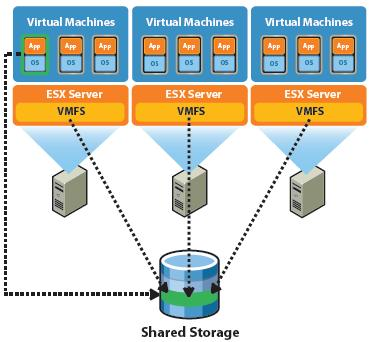 Virtual Machines Virtual Machines Virtual Machines
App App App App App App App App App
OS OS OS OS OS OS OS OS OS
ESX Server ESX Server ESX Server
VMFS VMFS VMFS
Shared Storage